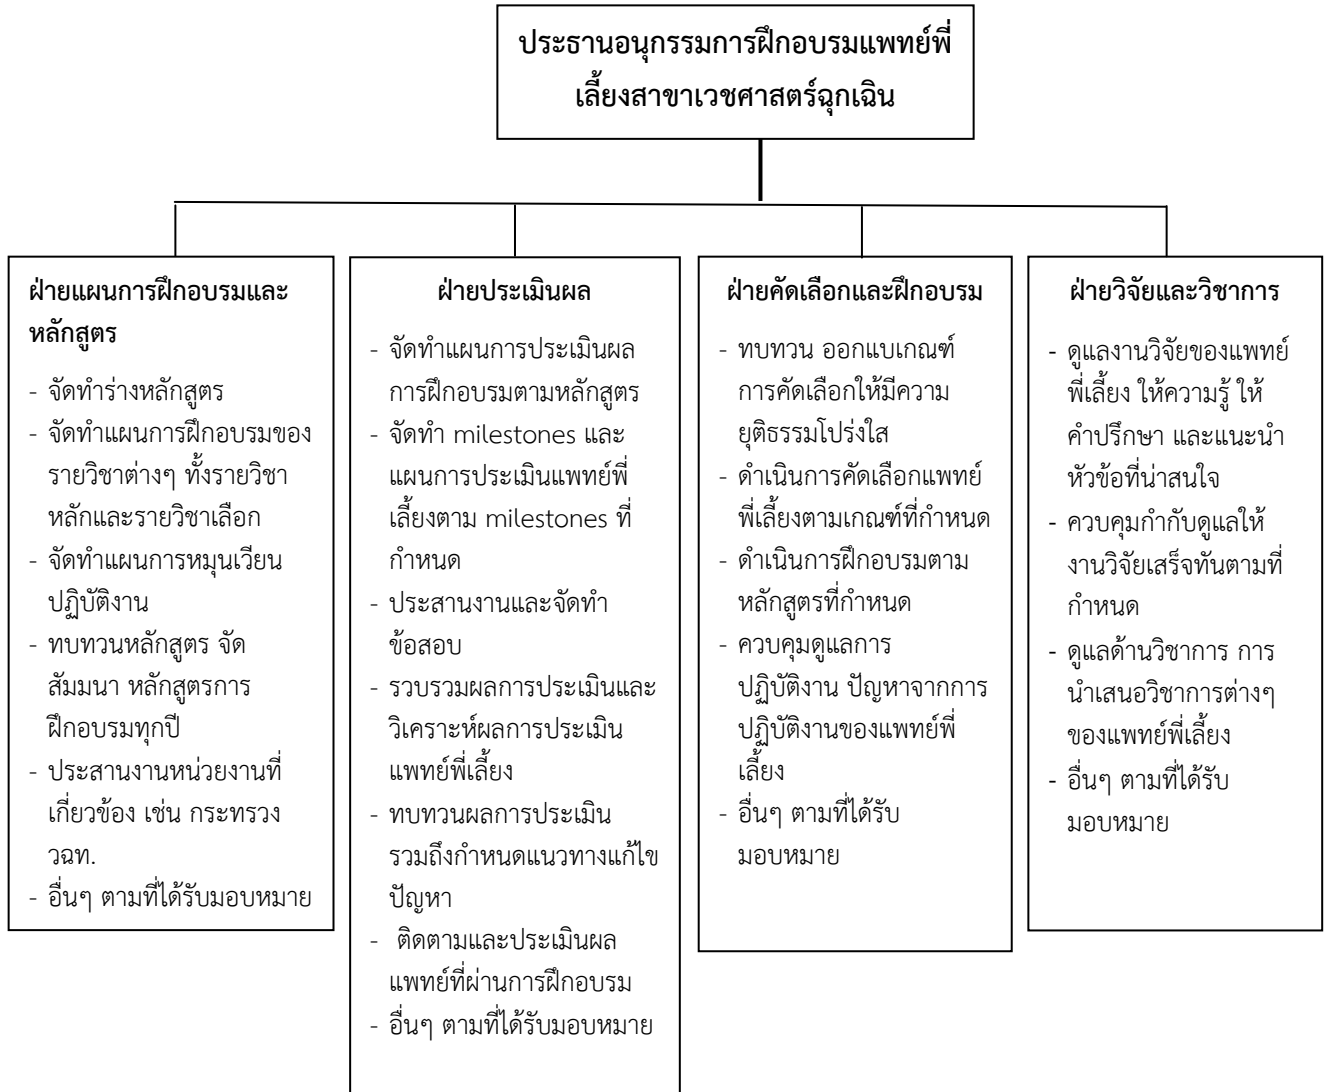 ประธานอนุกรรมการฝึกอบรมแพทย์พี่
เลี้ยงสาขาเวชศาสตร์ฉุกเฉิน
ฝ่ายแผนการฝึกอบรมและ
หลักสูตร
- จัดทำร่างหลักสูตร
- จัดทำแผนการฝึกอบรมของ
รายวิชาต่างๆ ทั้งรายวิชา
หลักและรายวิชาเลือก
- จัดทำแผนการหมุนเวียน
ปฏิบัติงาน
- ทบทวนหลักสูตร จัด
สัมมนา หลักสูตรการ
ฝึกอบรมทุกปี
- ประสานงานหน่วยงานที่
เกี่ยวข้อง เช่น กระทรวง
วฉท.
- อื่นๆ ตามที่ได้รับมอบหมาย
ฝ่ายประเมินผล
- จัดทำแผนการประเมินผล
การฝึกอบรมตามหลักสูตร
- จัดทำ milestones และ
แผนการประเมินแพทย์พี่
เลี้ยงตาม milestones ที่
กำหนด
- ประสานงานและจัดทำ
ข้อสอบ
- รวบรวมผลการประเมินและ
วิเคราะห์ผลการประเมิน
แพทย์พี่เลี้ยง
- ทบทวนผลการประเมิน
รวมถึงกำหนดแนวทางแก้ไข
ปัญหา
- ติดตามและประเมินผล
แพทย์ที่ผ่านการฝึกอบรม
- อื่นๆ ตามที่ได้รับมอบหมาย
ฝ่ายคัดเลือกและฝึกอบรม
- ทบทวน ออกแบเกณฑ์
การคัดเลือกให้มีความ
ยุติธรรมโปร่งใส
- ดำเนินการคัดเลือกแพทย์
พี่เลี้ยงตามเกณฑ์ที่กำหนด
- ดำเนินการฝึกอบรมตาม
หลักสูตรที่กำหนด
- ควบคุมดูแลการ
ปฏิบัติงาน ปัญหาจากการ
ปฏิบัติงานของแพทย์พี่
เลี้ยง
- อื่นๆ ตามที่ได้รับ
มอบหมาย
ฝ่ายวิจัยและวิชาการ
- ดูแลงานวิจัยของแพทย์
พี่เลี้ยง ให้ความรู้ ให้
คำปรึกษา และแนะนำ
หัวข้อที่น่าสนใจ
- ควบคุมกำกับดูแลให้
งานวิจัยเสร็จทันตามที่
กำหนด
- ดูแลด้านวิชาการ การ
นำเสนอวิชาการต่างๆ
ของแพทย์พี่เลี้ยง
- อื่นๆ ตามที่ได้รับ
มอบหมาย